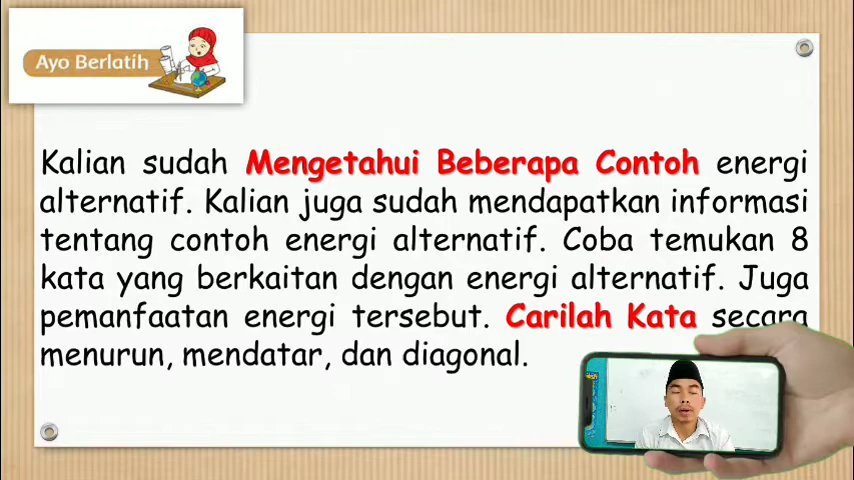 Ayo Berlatih
Kalian sudah Mengetahui Beberapa Contoh energi
alternatif. Kalian juga sudah mendapatkan informasi
tentang contoh energi alternatif. Coba temukan 8
kata yang berkaitan dengan energi alternatif. Juga
pemanfaatan energi tersebut. Carilah Kata secara
menurun, mendatar, dan diagonal.